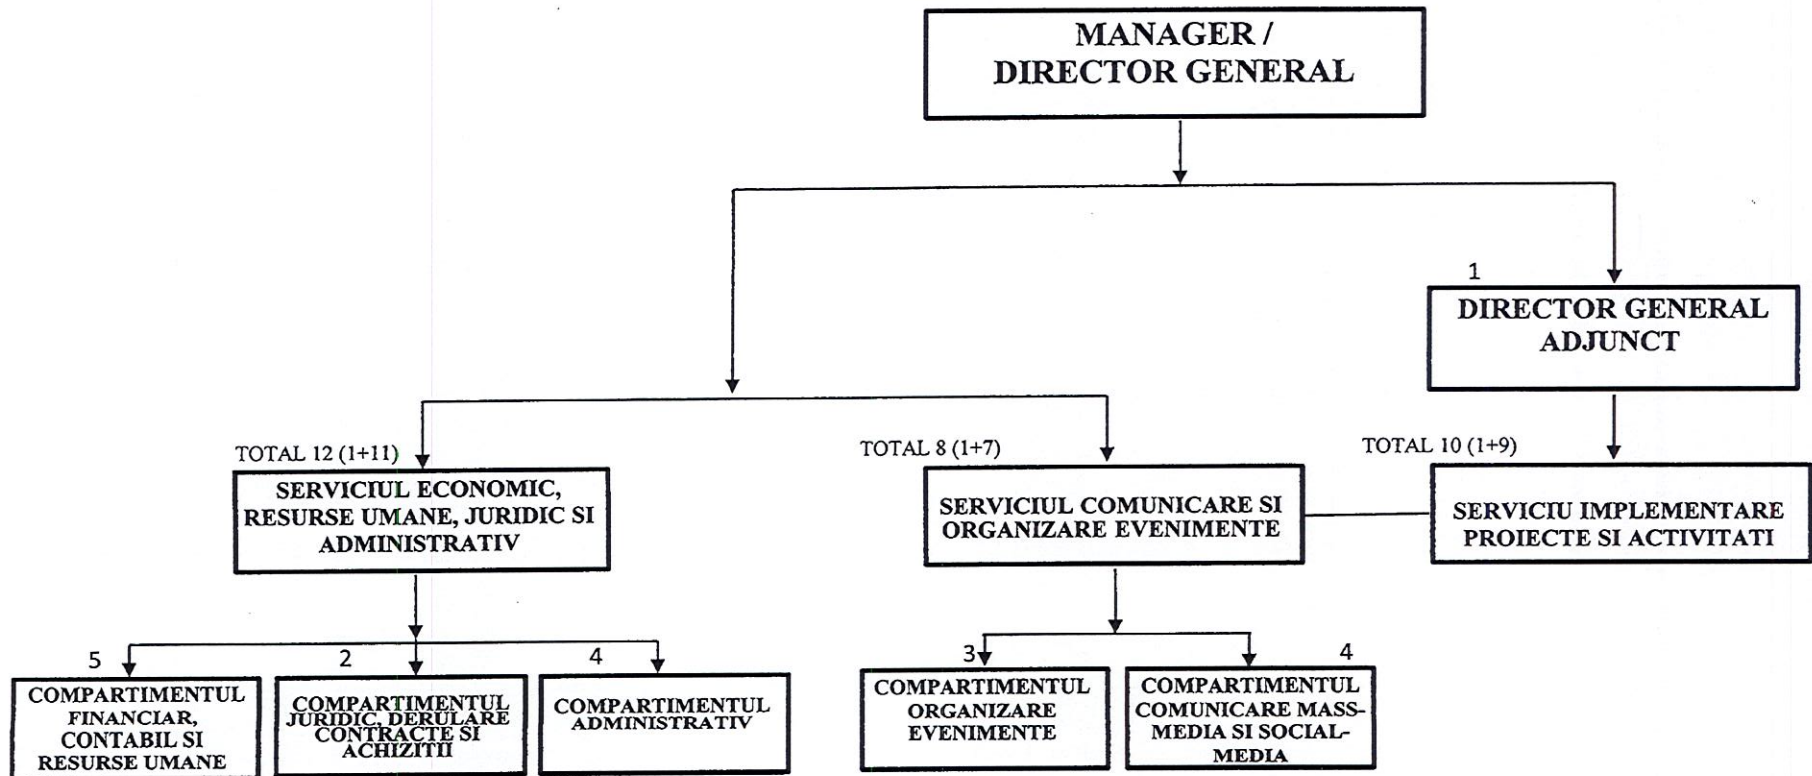 MANAGER /
DIRECTOR GENERAL
1
DIRECTOR GENERAL
ADJUNCT
TOTAL 12 (1+11)
SERVICIUL ECONOMIC,
RESURSE UMANE, JURIDIC SI
ADMINISTRATIV
TOTAL 8 (1+7)
SERVICIUL COMUNICARE SI
ORGANIZARE EVENIMENTE
TOTAL 10 (1+9)
SERVICIU IMPLEMENTARE
PROIECTE SI ACTIVITATI
5
COMPARTIMENTUL
FINANCIAR,
CONTABIL SI
RESURSE UMANE
2
COMPARTIMENTUL
JURIDIC, DERULARE
CONTRACTE SI
ACHIZITII
4
COMPARTIMENTUL
ADMINISTRATIV
3
COMPARTIMENTUL
ORGANIZARE
EVENIMENTE
4
COMPARTIMENTUL
COMUNICARE MASS-
MEDIA SI SOCIAL-
MEDIA